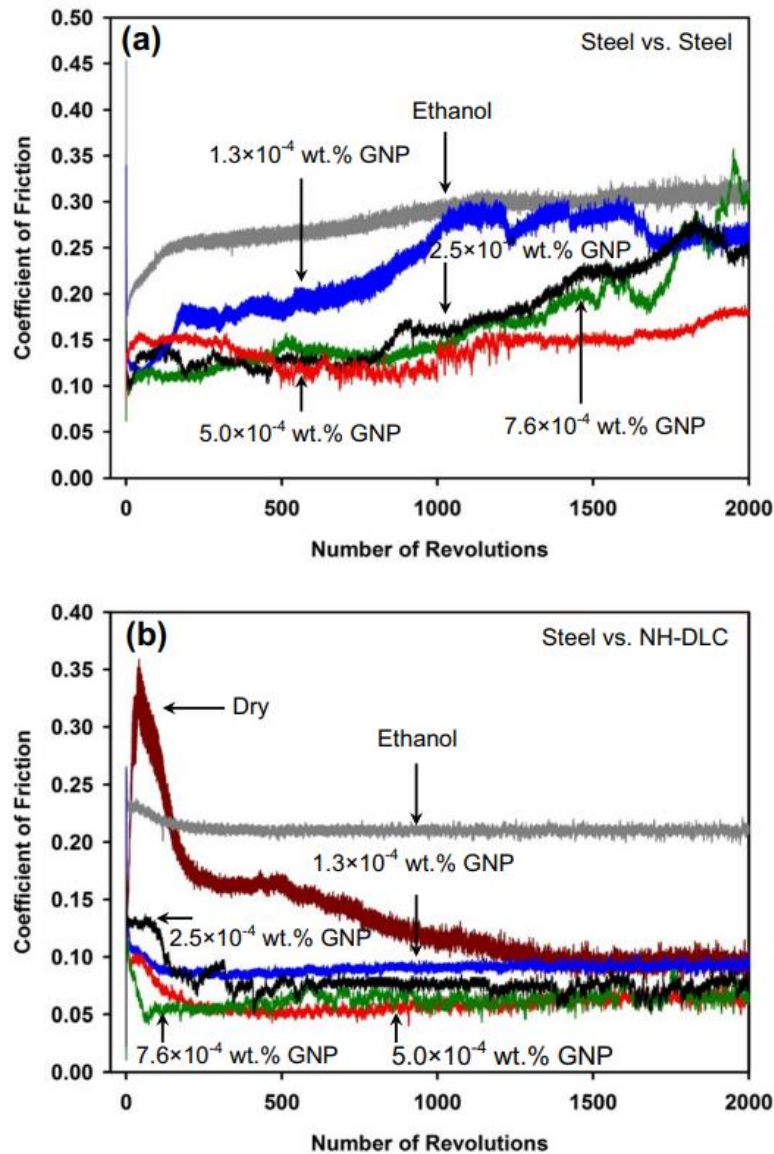 (a)
Steel vs. Steel
Ethanol
1.3×10⁻⁴ wt.% GNP
2.5×10⁻ wt.% GNP
5.0×10⁻⁴ wt.% GNP
7.6×10⁻⁴ wt.% GNP
Coefficient of Friction
0.50
0.45
0.40
0.35
0.30
0.25
0.20
0.15
0.10
0.05
0.00
0 500 1000 1500 2000
Number of Revolutions
(b)
Steel vs. NH-DLC
Dry
Ethanol
1.3×10⁻⁴ wt.% GNP
2.5×10⁻⁴ wt.% GNP
7.6×10⁻⁴ wt.% GNP
5.0×10⁻⁴ wt.% GNP
Coefficient of Friction
0.40
0.35
0.30
0.25
0.20
0.15
0.10
0.05
0.00
0 500 1000 1500 2000
Number of Revolutions